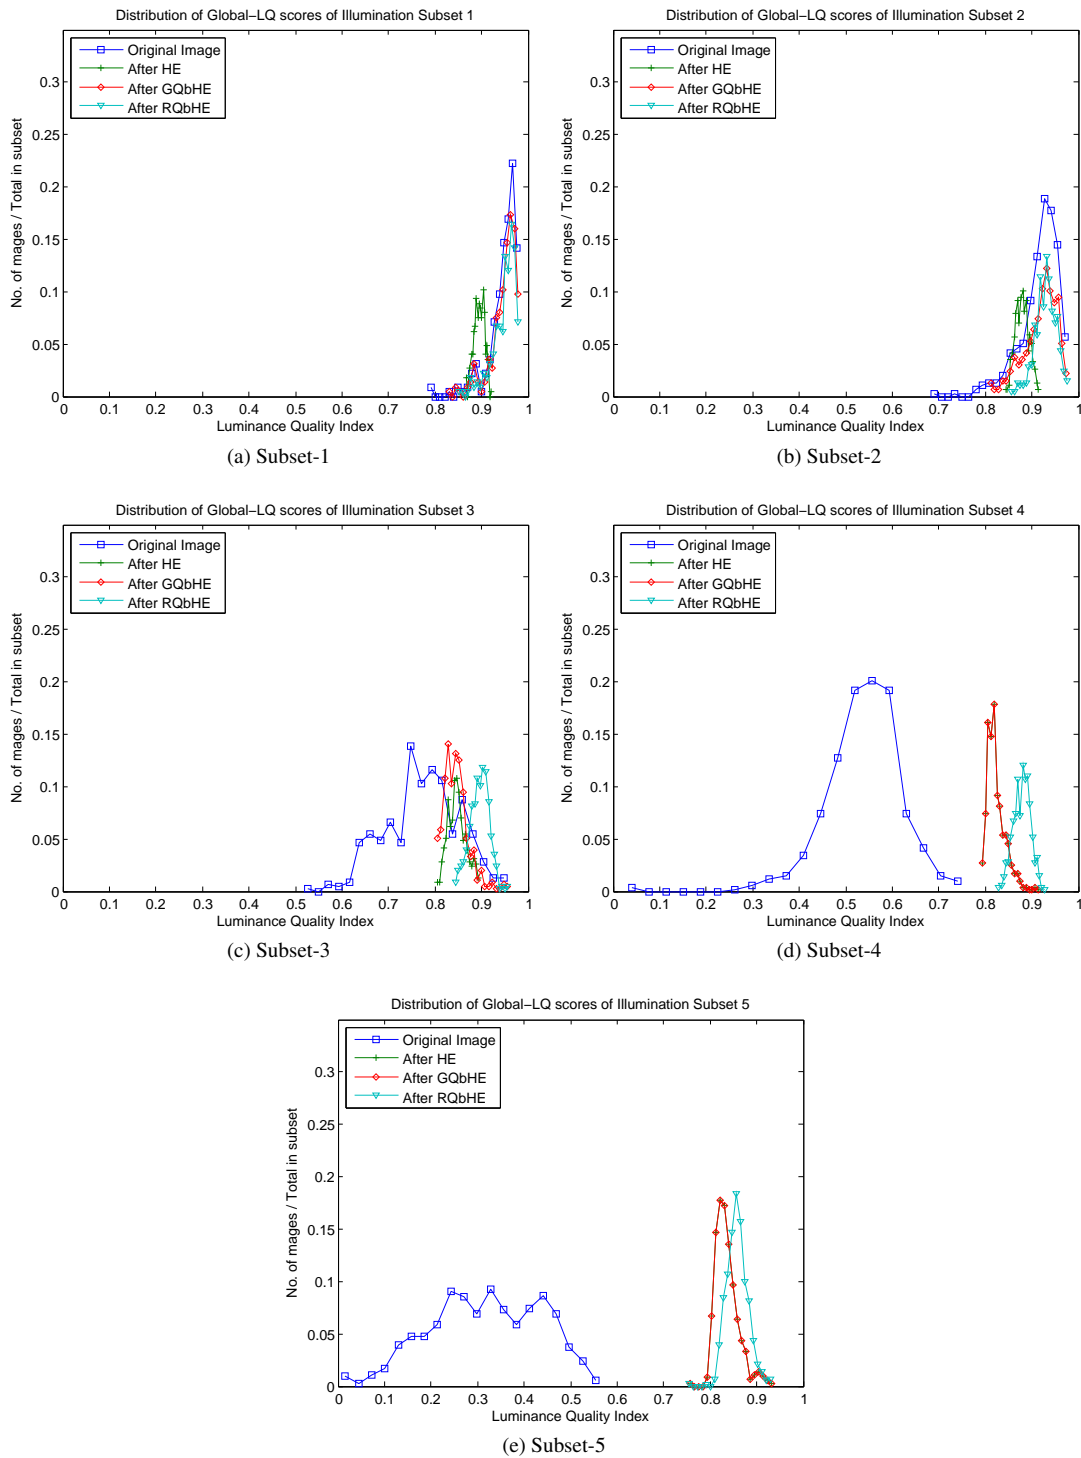 Distribution of Global−LQ scores of Illumination Subset 1
Original Image
After HE
After GQbHE
After RQbHE
No. of mages / Total in subset
0.3
0.25
0.2
0.15
0.1
0.05
0
0 0.1 0.2 0.3 0.4 0.5 0.6 0.7 0.8 0.9 1
Luminance Quality Index
(a) Subset-1
Distribution of Global−LQ scores of Illumination Subset 2
Original Image
After HE
After GQbHE
After RQbHE
No. of mages / Total in subset
0.3
0.25
0.2
0.15
0.1
0.05
0
0 0.1 0.2 0.3 0.4 0.5 0.6 0.7 0.8 0.9 1
Luminance Quality Index
(b) Subset-2
Distribution of Global−LQ scores of Illumination Subset 3
Original Image
After HE
After GQbHE
After RQbHE
No. of mages / Total in subset
0.3
0.25
0.2
0.15
0.1
0.05
0
0 0.1 0.2 0.3 0.4 0.5 0.6 0.7 0.8 0.9 1
Luminance Quality Index
(c) Subset-3
Distribution of Global−LQ scores of Illumination Subset 4
Original Image
After HE
After GQbHE
After RQbHE
No. of mages / Total in subset
0.3
0.25
0.2
0.15
0.1
0.05
0
0 0.1 0.2 0.3 0.4 0.5 0.6 0.7 0.8 0.9 1
Luminance Quality Index
(d) Subset-4
Distribution of Global−LQ scores of Illumination Subset 5
Original Image
After HE
After GQbHE
After RQbHE
No. of mages / Total in subset
0.3
0.25
0.2
0.15
0.1
0.05
0
0 0.1 0.2 0.3 0.4 0.5 0.6 0.7 0.8 0.9 1
Luminance Quality Index
(e) Subset-5